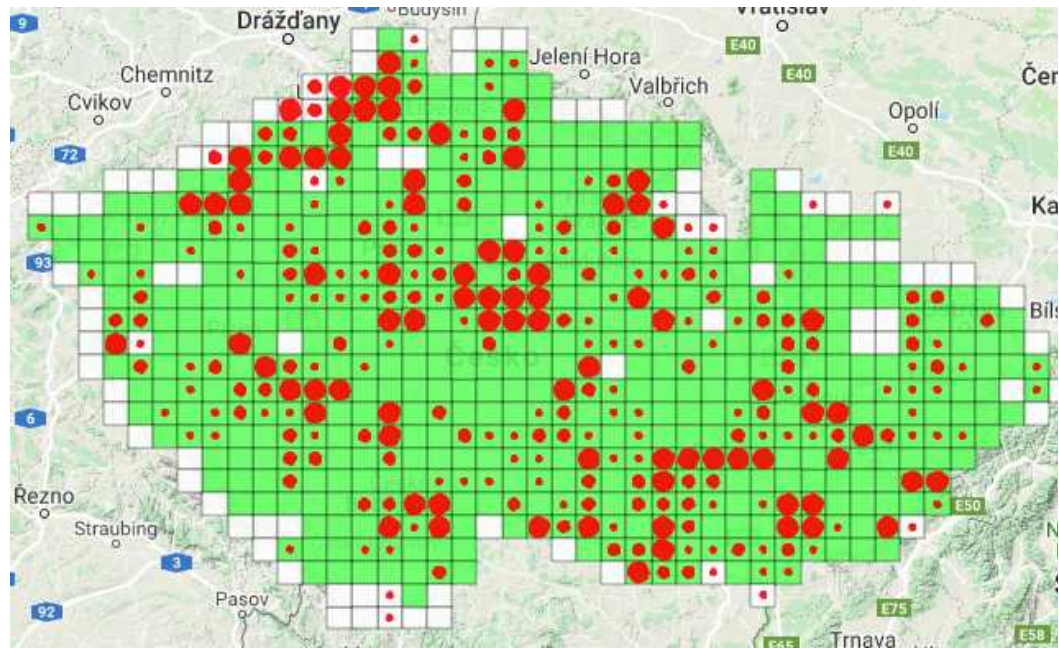 Budyšín
9
Drážďany
Vratislav
E40
Jelení Hora
E40
Chemnitz
Valbřich
Cvikov
Opolí
72
E40
Ka
93
Česko
6
Řezno
E50
Straubing
3
Pasov
92
E75
Trnava
E65
E58